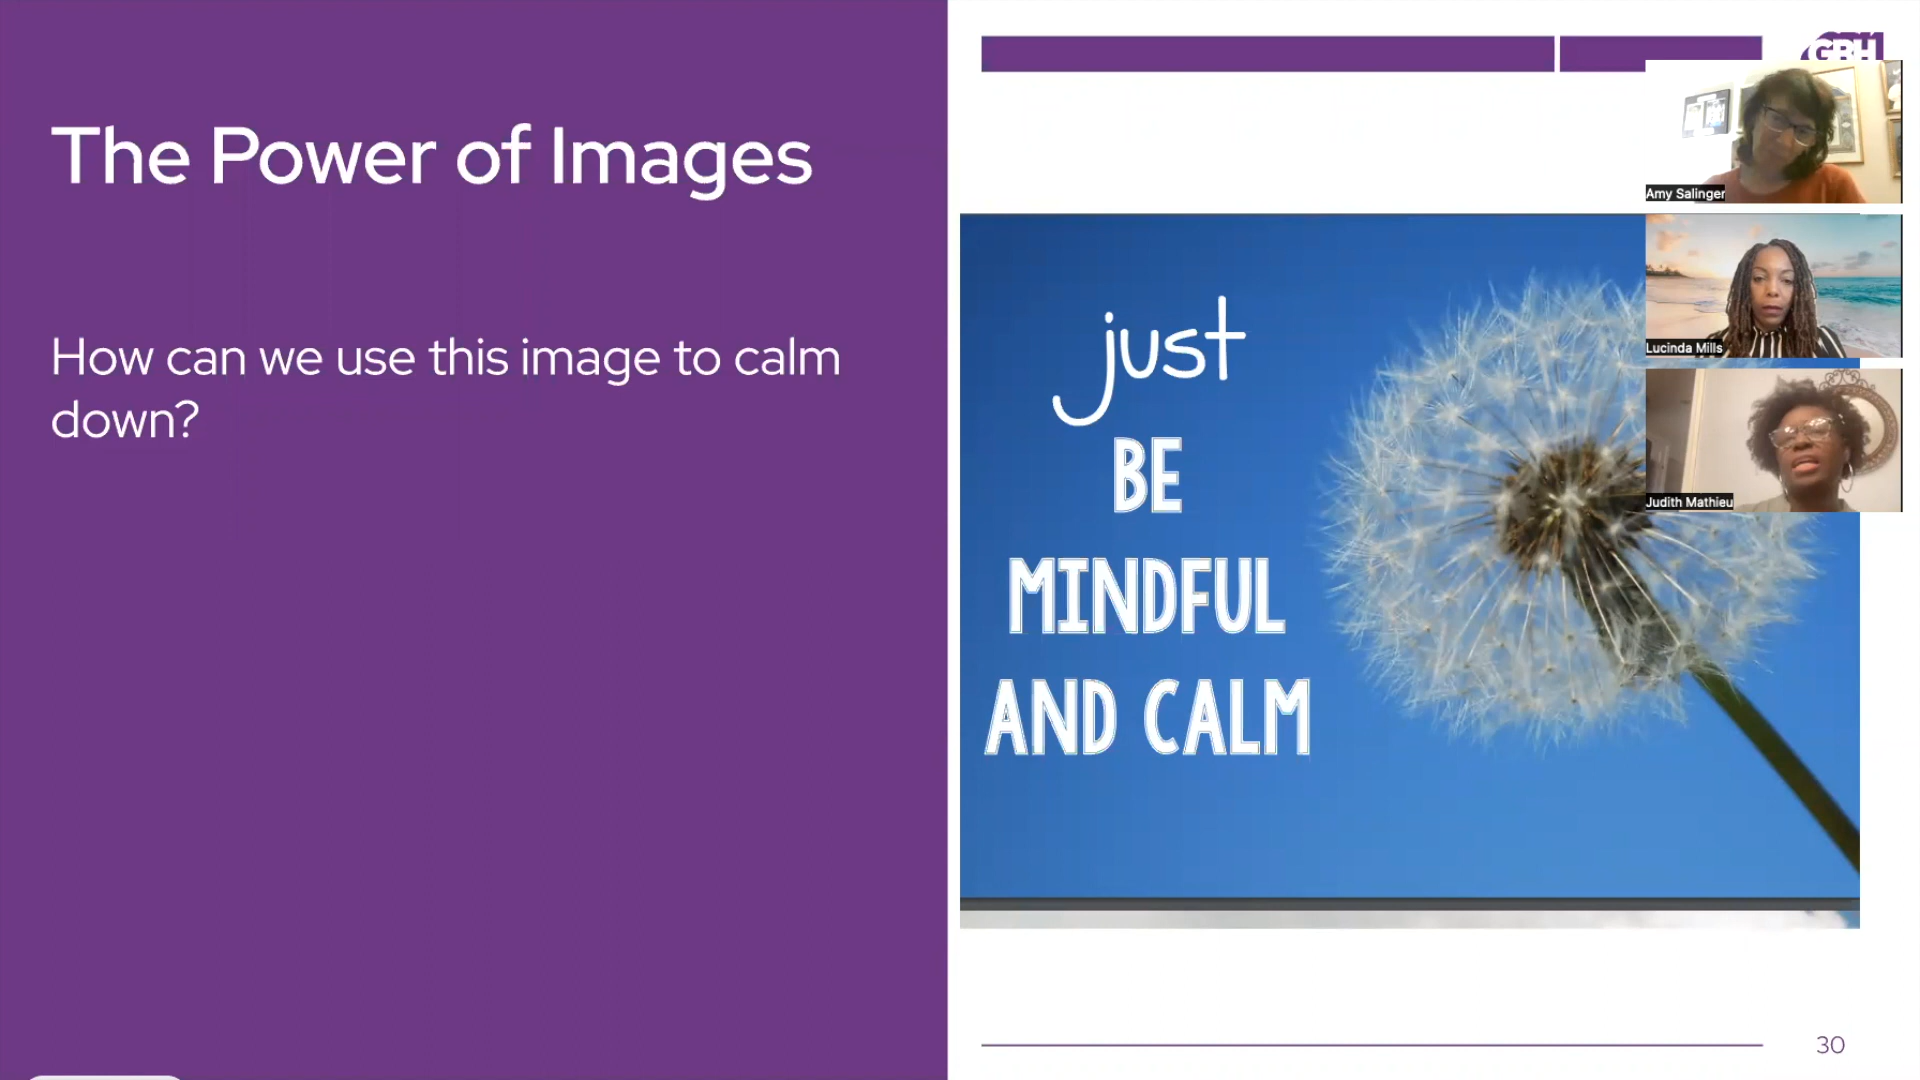 The Power of Images
How can we use this image to calm
down?
just
BE
MINDFUL
AND CALM
GBH
Amy Salinger
Lucinda Mills
Judith Mathieu
30